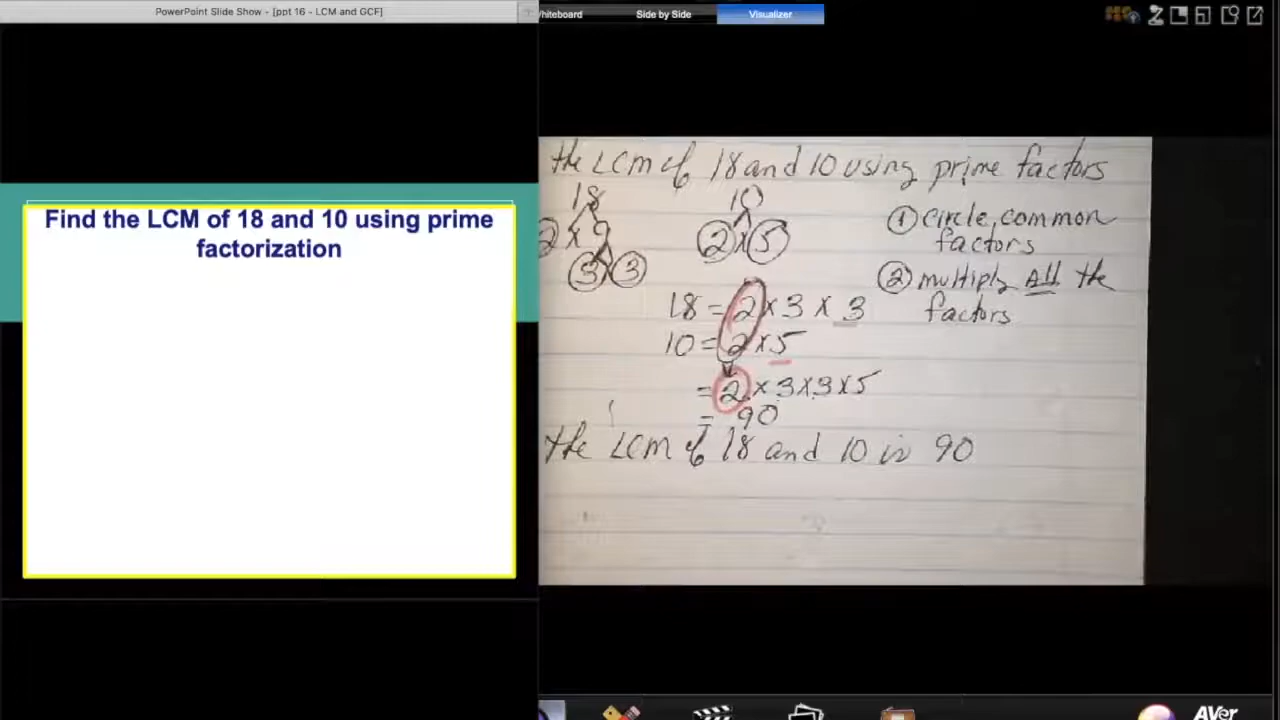 PowerPoint Slide Show - [ppt 16 - LCM and GCF]
Whiteboard
Side by Side
Visualizer
Find the LCM of 18 and 10 using prime
factorization
the LCM of 18 and 10 using prime factors
18
10
2 x 9
2 x 5
3 3
① circle common
factors
② multiply ALL the
factors
18 = 2 x 3 x 3
10 = 2 x 5
= 2 x 3 x 3 x 5
= 90
the LCM of 18 and 10 is 90
AVer